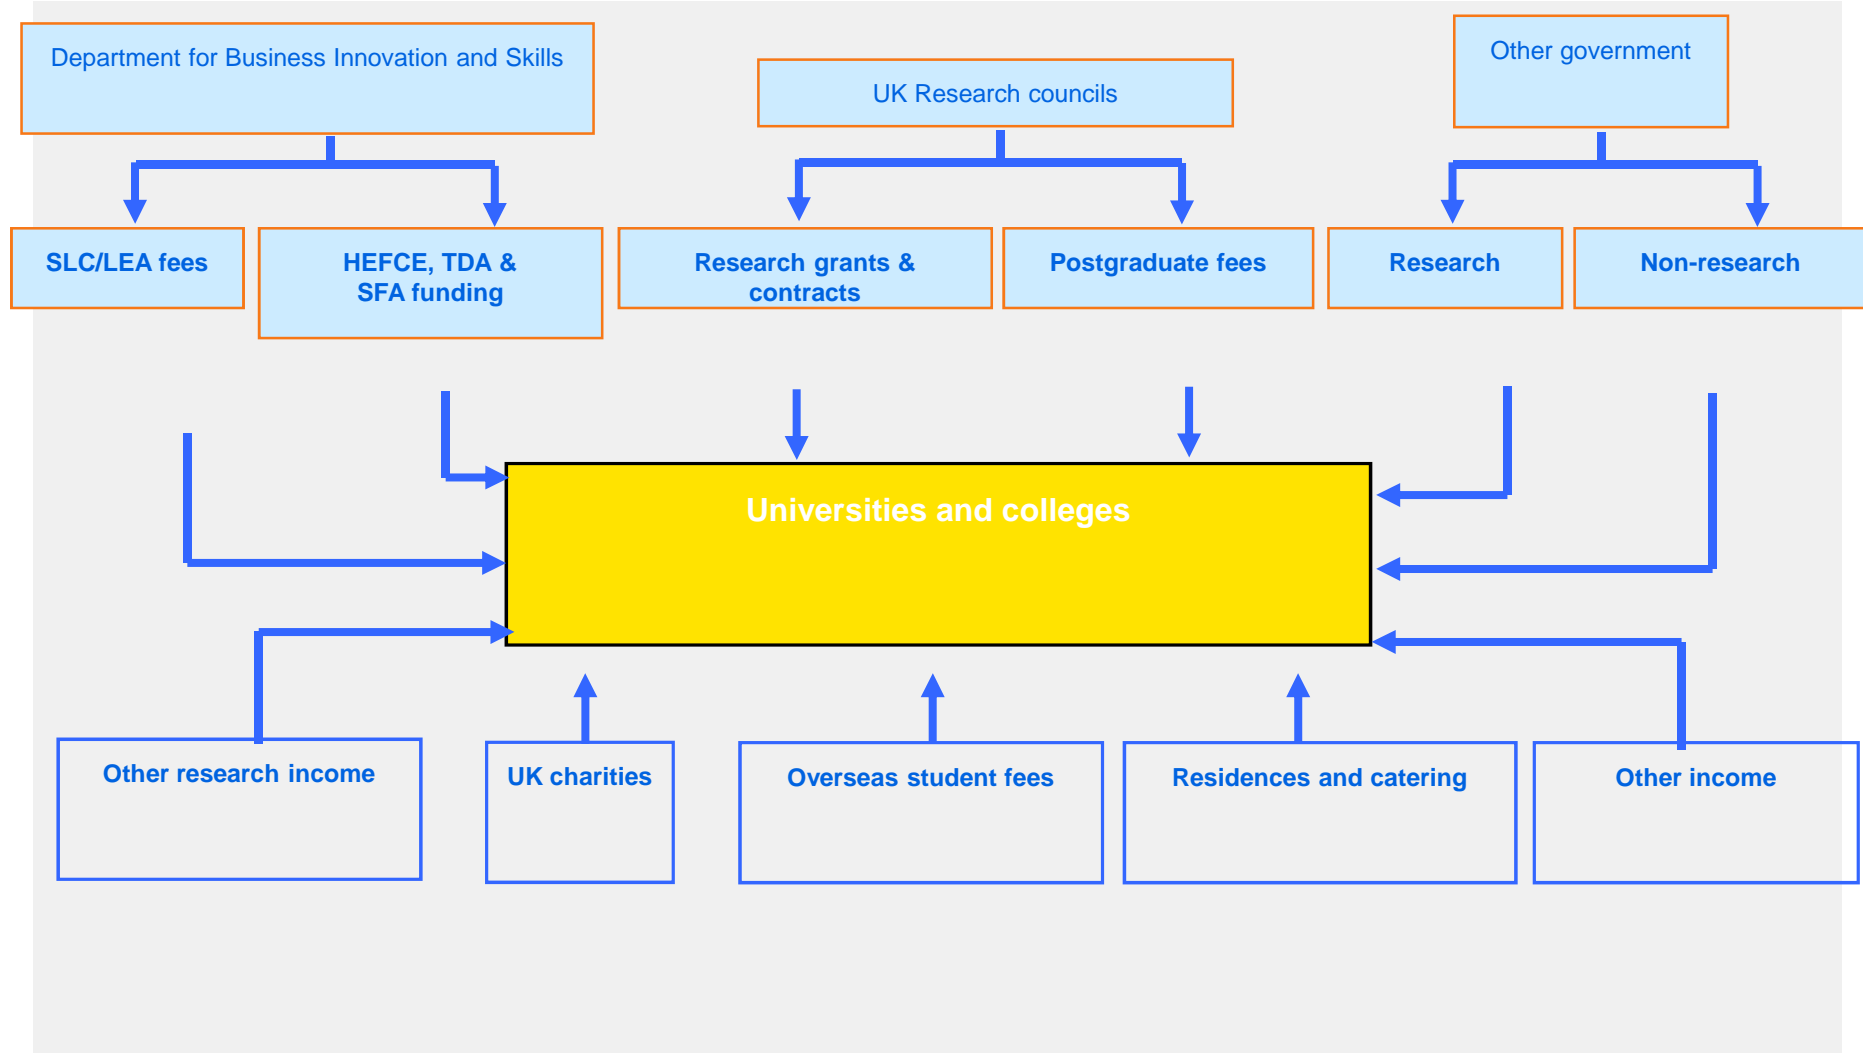 Department for Business Innovation and Skills
UK Research councils
Other government
SLC/LEA fees
HEFCE, TDA &
SFA funding
Research grants &
contracts
Postgraduate fees
Research
Non-research
Universities and colleges
Other research income
UK charities
Overseas student fees
Residences and catering
Other income